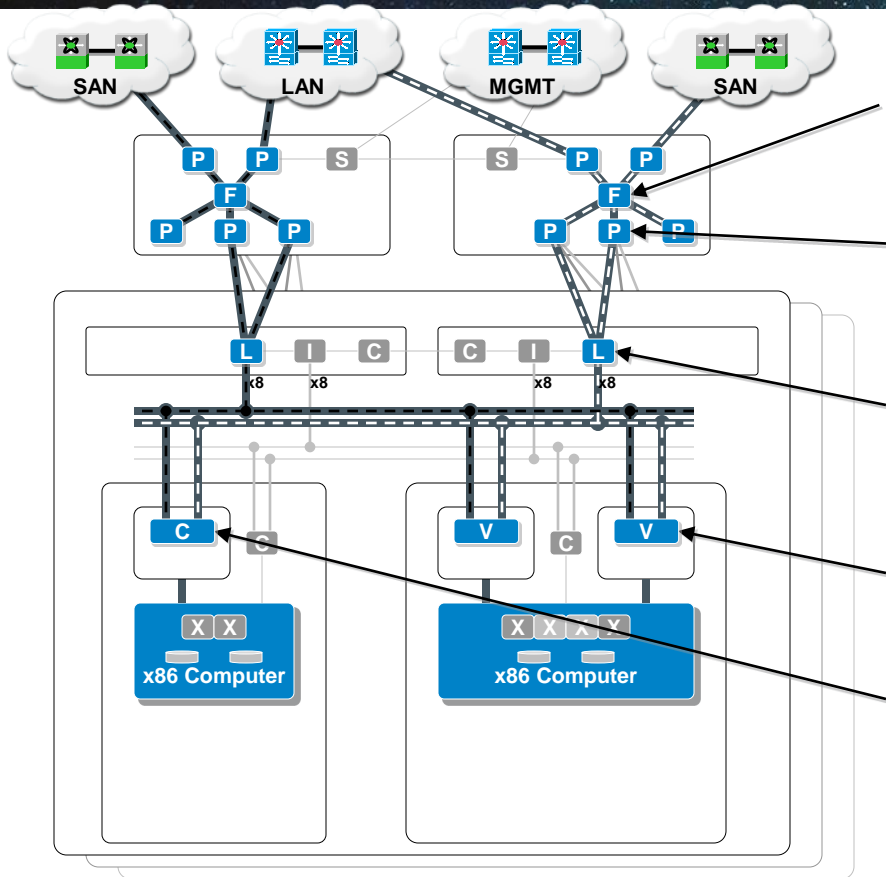 SAN LAN MGMT SAN
P P S S P P
F F
P P P P P P
L I C C I L
x8 x8 x8 x8
C V V
C C
X X X X X X
x86 Computer x86 Computer